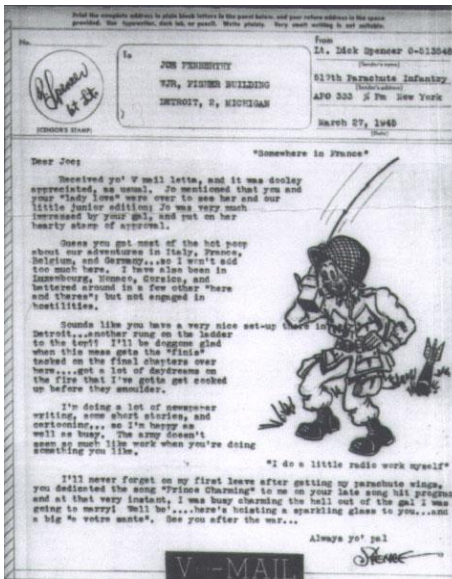 Print the complete address in plain block letters in the panel below, and your return address in the space
provided. Use typewriter, dark ink, or pencil. Write plainly. Very small writing is not suitable.
No.
To
From
JOE
WJR, FISHER BUILDING
DETROIT, 2, MICHIGAN
Lt. Dick Spencer
(Sender's name)
517th Parachute Infantry
(Sender's address)
APO 333 % Pm New York
March 27, 1945
(Date)
Spencer
1st Lt.
(CENSOR'S STAMP)
"Somewhere in France"
Dear Joe;
Received yo' V mail letta, and it was dooley
appreciated, as usual. Jo mentioned that you and
your "lady love" were over to see her and our
little junior edition; Jo was very much
impressed by your gal, and put on her
hearty stamp of approval.
Guess you got most of the hot poop
about our adventures in Italy, France,
Belgium, and Germany...so I won't add
too much here. I have also been in
Luxembourg, Monaco, Corsica, and
battered around in a few other "here
and theres"; but not engaged in
hostilities.
Sounds like you have a very nice set-up there in
Detroit...another rung on the ladder
to the top!! I'll be doggone glad
when this mess gets the "Finis"
tacked on the final chapters over
here....got a lot of daydreams on
the fire that I've gotta get cooked
up before they smoulder.
I'm doing a lot of newspaper
writing, some short stories, and
cartooning... so I'm happy as
well as busy. The army doesn't
seem so much like work when you're doing
something you like.
"I do a little radio work myself"
I'll never forget on my first leave after getting my parachute wings,
you dedicated the song "Prince Charming" to me on your late song hit program
and at that very instant, I was busy charming the hell out of the gal I was
going to marry! Well bo'....here's hoisting a sparkling glass to you...and
a big "a votre sante". See you after the war...
Always yo' pal
SPENCE
V--MAIL